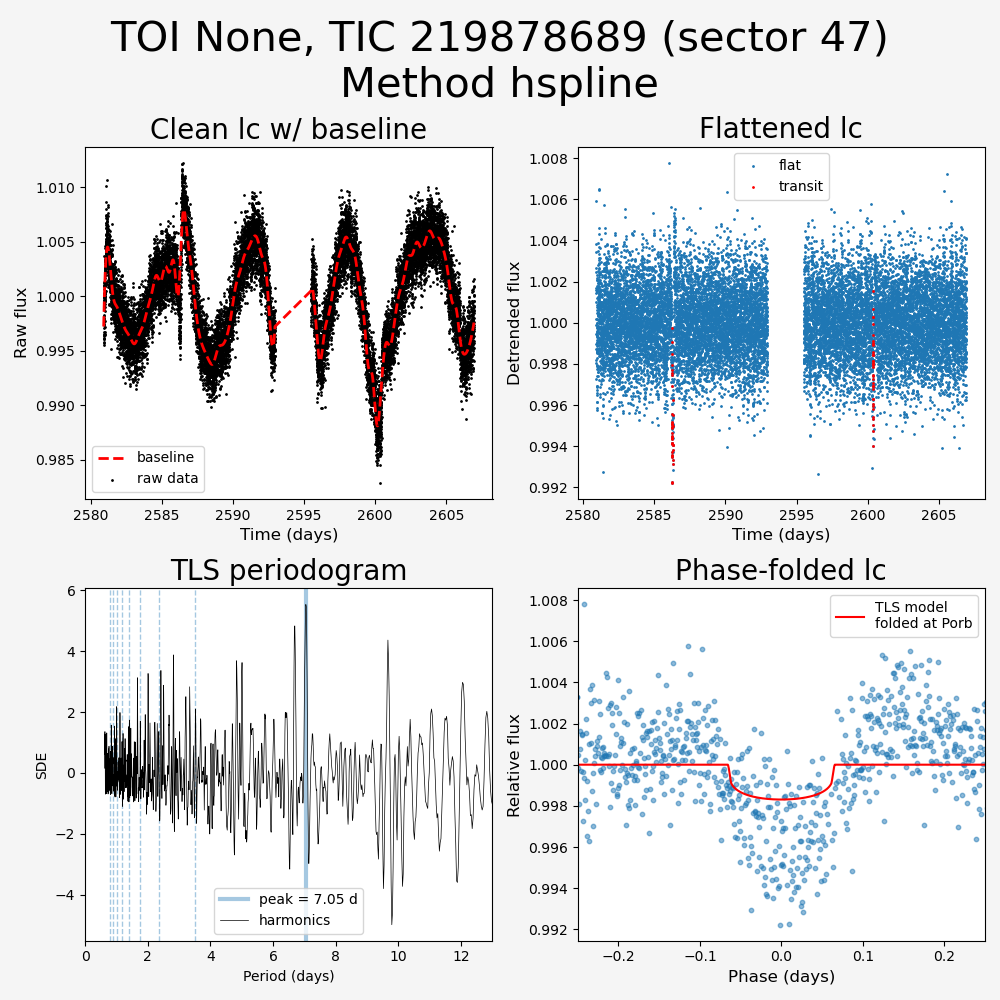 TOI None, TIC 219878689 (sector 47)
Method hspline
Clean lc w/ baseline
Raw flux
1.010
1.005
1.000
0.995
0.990
0.985
baseline
raw data
2580
2585
2590
2595
2600
2605
Time (days)
Flattened lc
Detrended flux
1.008
1.006
1.004
1.002
1.000
0.998
0.996
0.994
0.992
flat
transit
2580
2585
2590
2595
2600
2605
Time (days)
TLS periodogram
SDE
6
4
2
0
−2
−4
peak = 7.05 d
harmonics
0
2
4
6
8
10
12
Period (days)
Phase-folded lc
Relative flux
1.008
1.006
1.004
1.002
1.000
0.998
0.996
0.994
0.992
TLS model
folded at Porb
−0.2
−0.1
0.0
0.1
0.2
Phase (days)